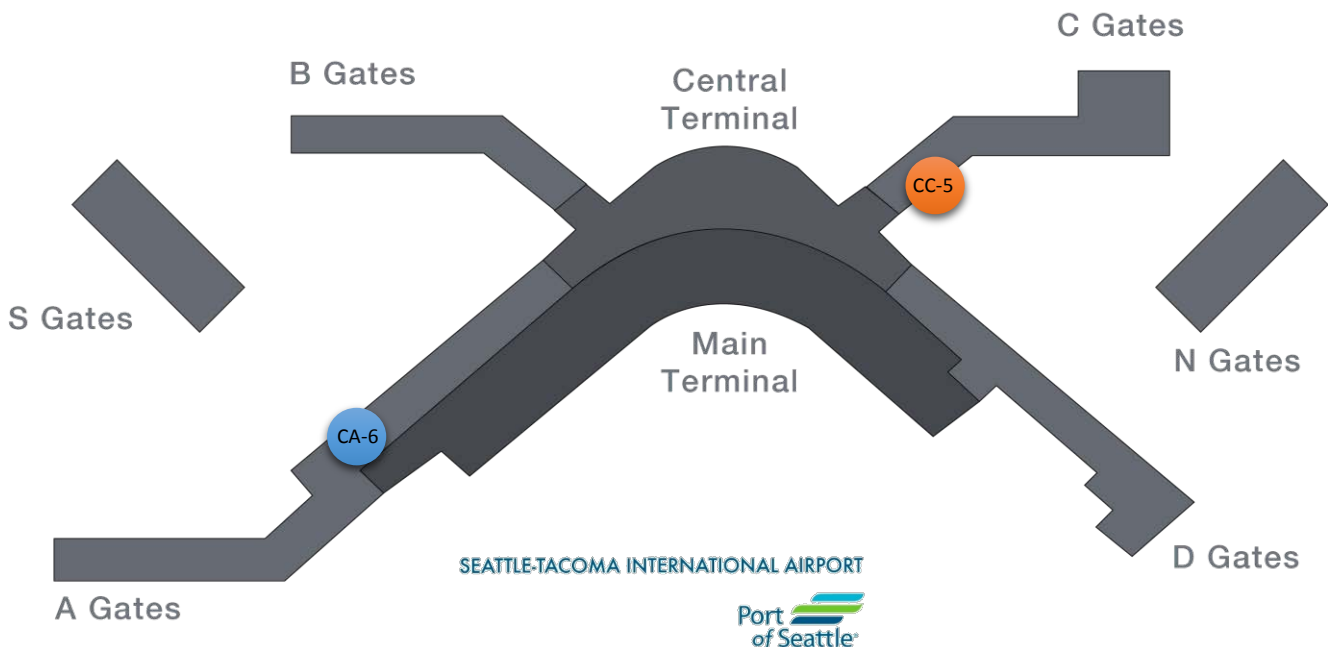 C Gates
B Gates
Central
Terminal
CC-5
S Gates
Main
Terminal
N Gates
CA-6
SEATTLE-TACOMA INTERNATIONAL AIRPORT
D Gates
A Gates
Port
of Seattle®